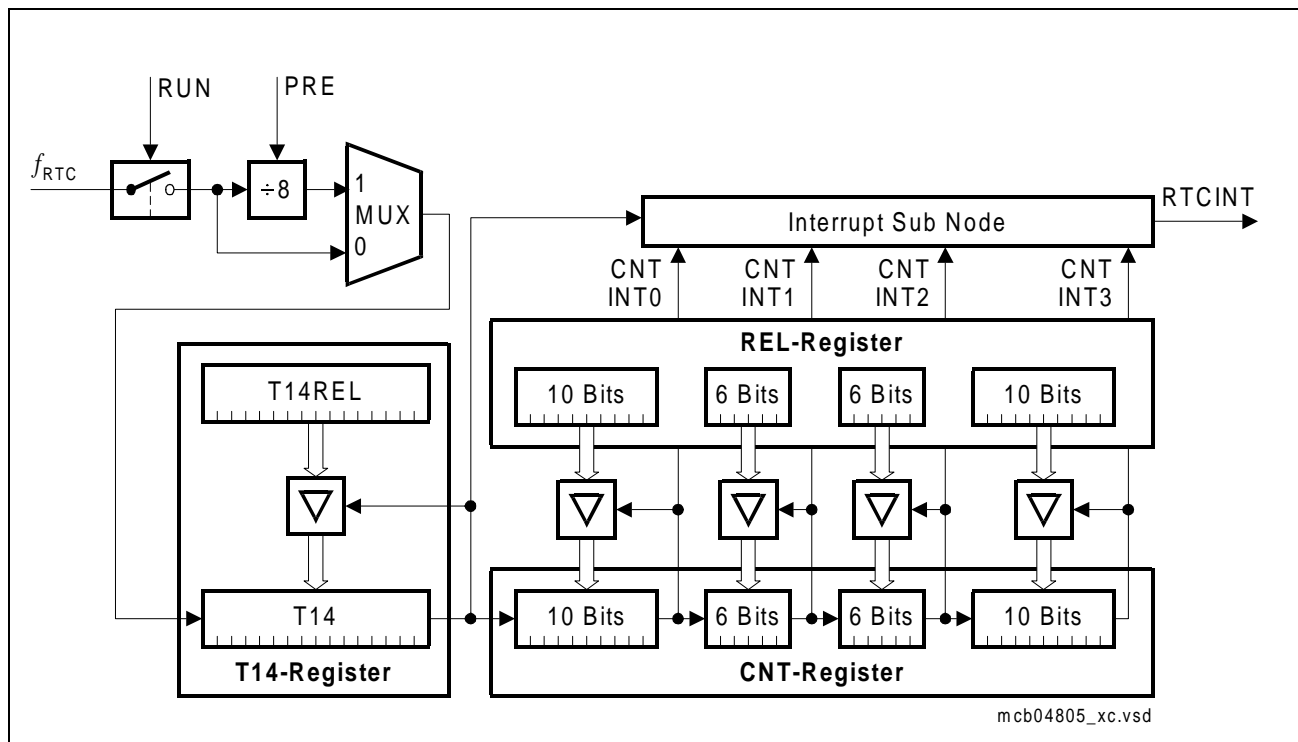 RUN
PRE
fRTC
÷8
1
MUX
0
Interrupt Sub Node
RTCINT
CNT INT0
CNT INT1
CNT INT2
CNT INT3
REL-Register
10 Bits
6 Bits
6 Bits
10 Bits
T14REL
T14
T14-Register
10 Bits
6 Bits
6 Bits
10 Bits
CNT-Register
mcb04805_xc.vsd